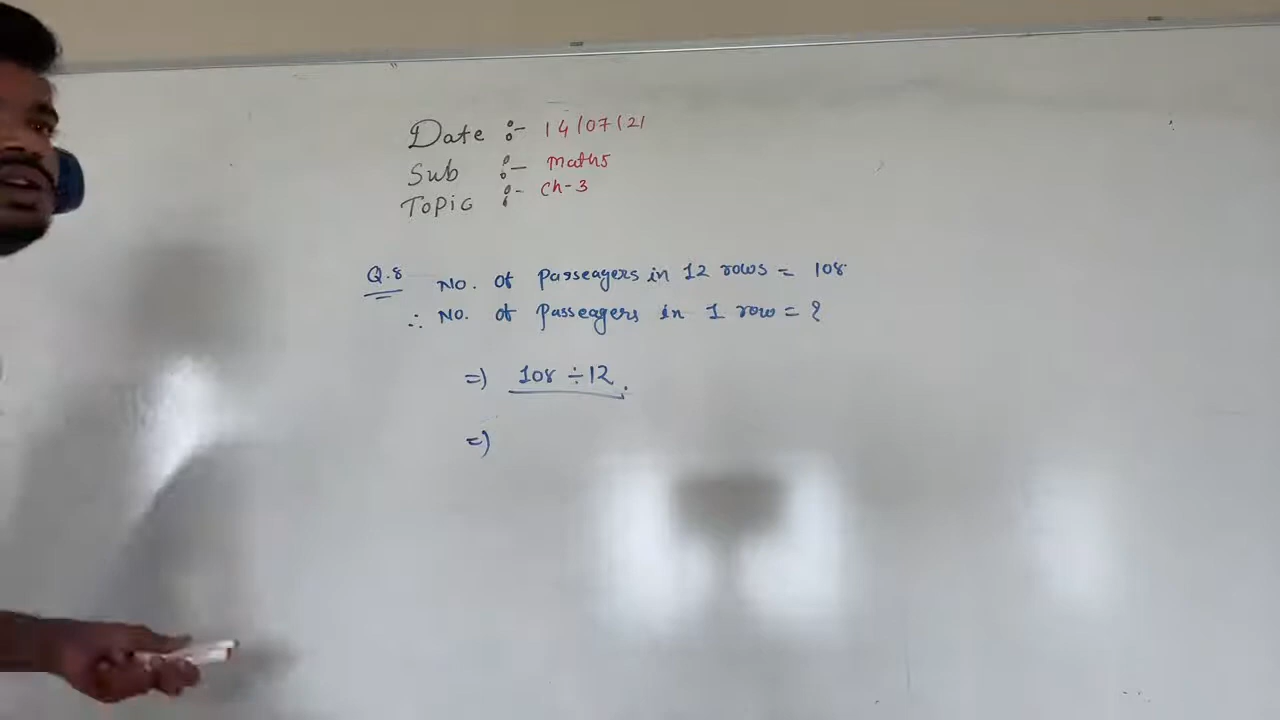 Date :- 14/07/21
Sub :- Maths
Topic :- Ch-3
Q.8 No. of Passeagers in 12 rows = 108
∴ No. of Passeagers in 1 row = ?
=) 108 ÷ 12.
=)